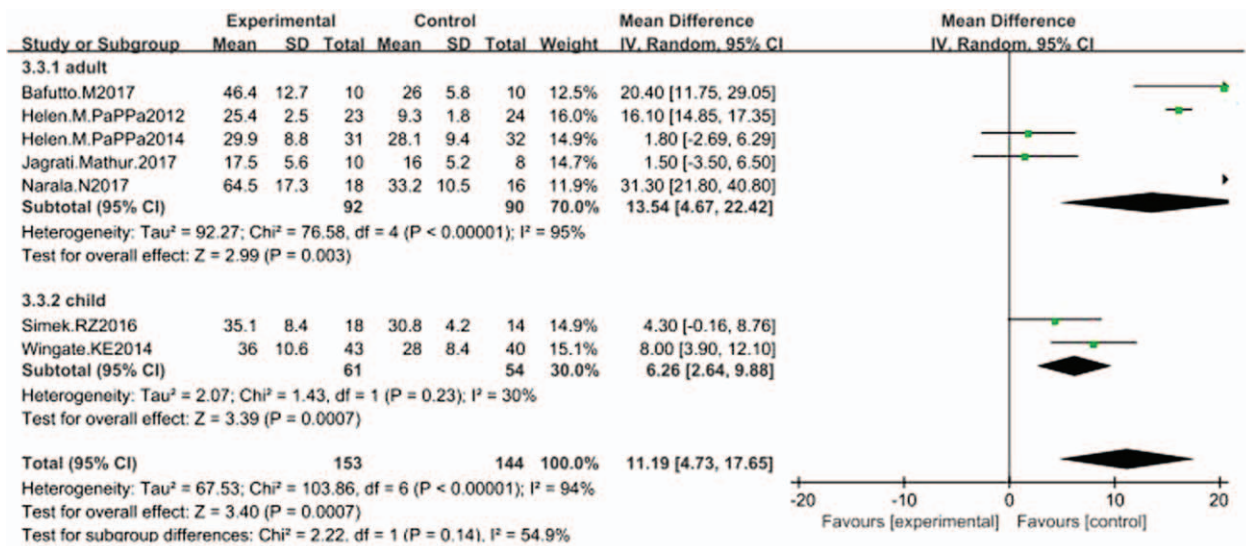 Experimental Control Mean Difference Mean Difference
Study or Subgroup Mean SD Total Mean SD Total Weight IV, Random, 95% CI IV, Random, 95% CI
3.3.1 adult
Bafutto.M2017 46.4 12.7 10 26 5.8 10 12.5% 20.40 [11.75, 29.05]
Helen.M.PaPPa2012 25.4 2.5 23 9.3 1.8 24 16.0% 16.10 [14.85, 17.35]
Helen.M.PaPPa2014 29.9 8.8 31 28.1 9.4 32 14.9% 1.80 [-2.69, 6.29]
Jagrati.Mathur.2017 17.5 5.6 10 16 5.2 8 14.7% 1.50 [-3.50, 6.50]
Narala.N2017 64.5 17.3 18 33.2 10.5 16 11.9% 31.30 [21.80, 40.80]
Subtotal (95% CI) 92 90 70.0% 13.54 [4.67, 22.42]
Heterogeneity: Tau² = 92.27; Chi² = 76.58, df = 4 (P < 0.00001); I² = 95%
Test for overall effect: Z = 2.99 (P = 0.003)
3.3.2 child
Simek.RZ2016 35.1 8.4 18 30.8 4.2 14 14.9% 4.30 [-0.16, 8.76]
Wingate.KE2014 36 10.6 43 28 8.4 40 15.1% 8.00 [3.90, 12.10]
Subtotal (95% CI) 61 54 30.0% 6.26 [2.64, 9.88]
Heterogeneity: Tau² = 2.07; Chi² = 1.43, df = 1 (P = 0.23); I² = 30%
Test for overall effect: Z = 3.39 (P = 0.0007)
Total (95% CI) 153 144 100.0% 11.19 [4.73, 17.65]
Heterogeneity: Tau² = 67.53; Chi² = 103.86, df = 6 (P < 0.00001); I² = 94%
Test for overall effect: Z = 3.40 (P = 0.0007)
Test for subgroup differences: Chi² = 2.22, df = 1 (P = 0.14), I² = 54.9%
-20 -10 0 10 20
Favours [experimental] Favours [control]